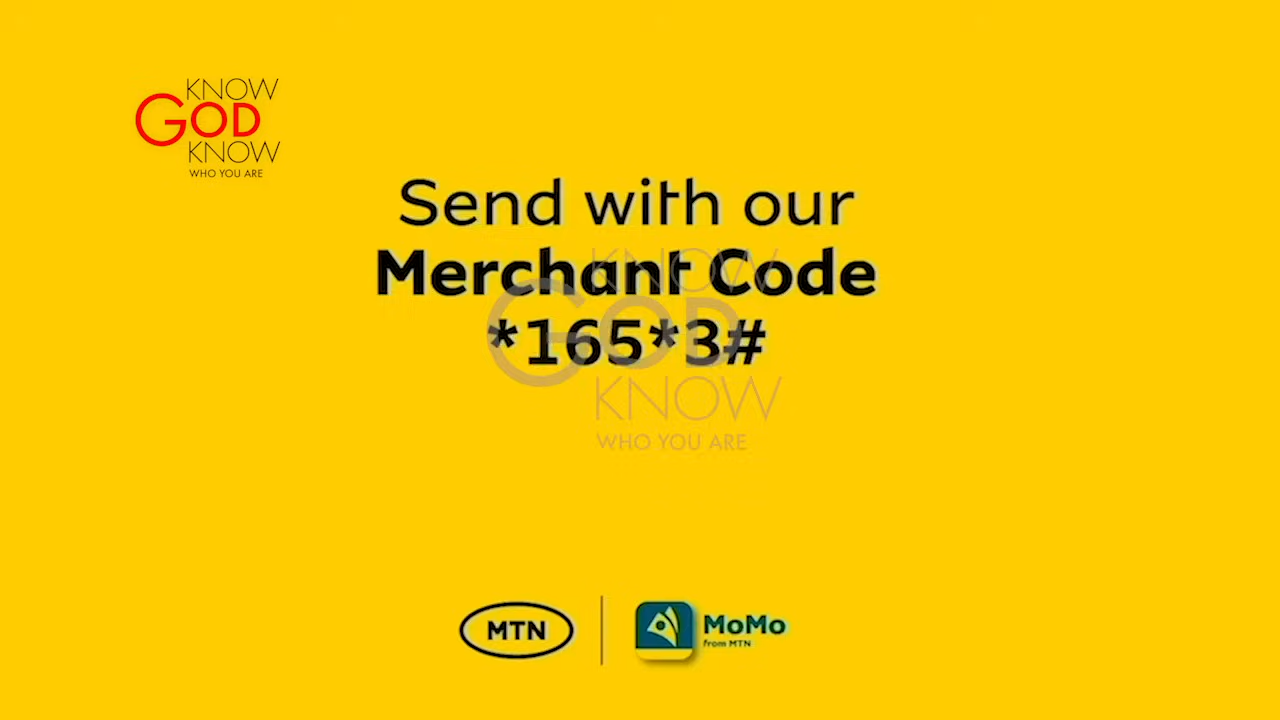 KNOW
GOD
KNOW
WHO YOU ARE
Send with our
Merchant Code
*165*3#
KNOW
GOD
KNOW
WHO YOU ARE
MTN
MoMo
from MTN